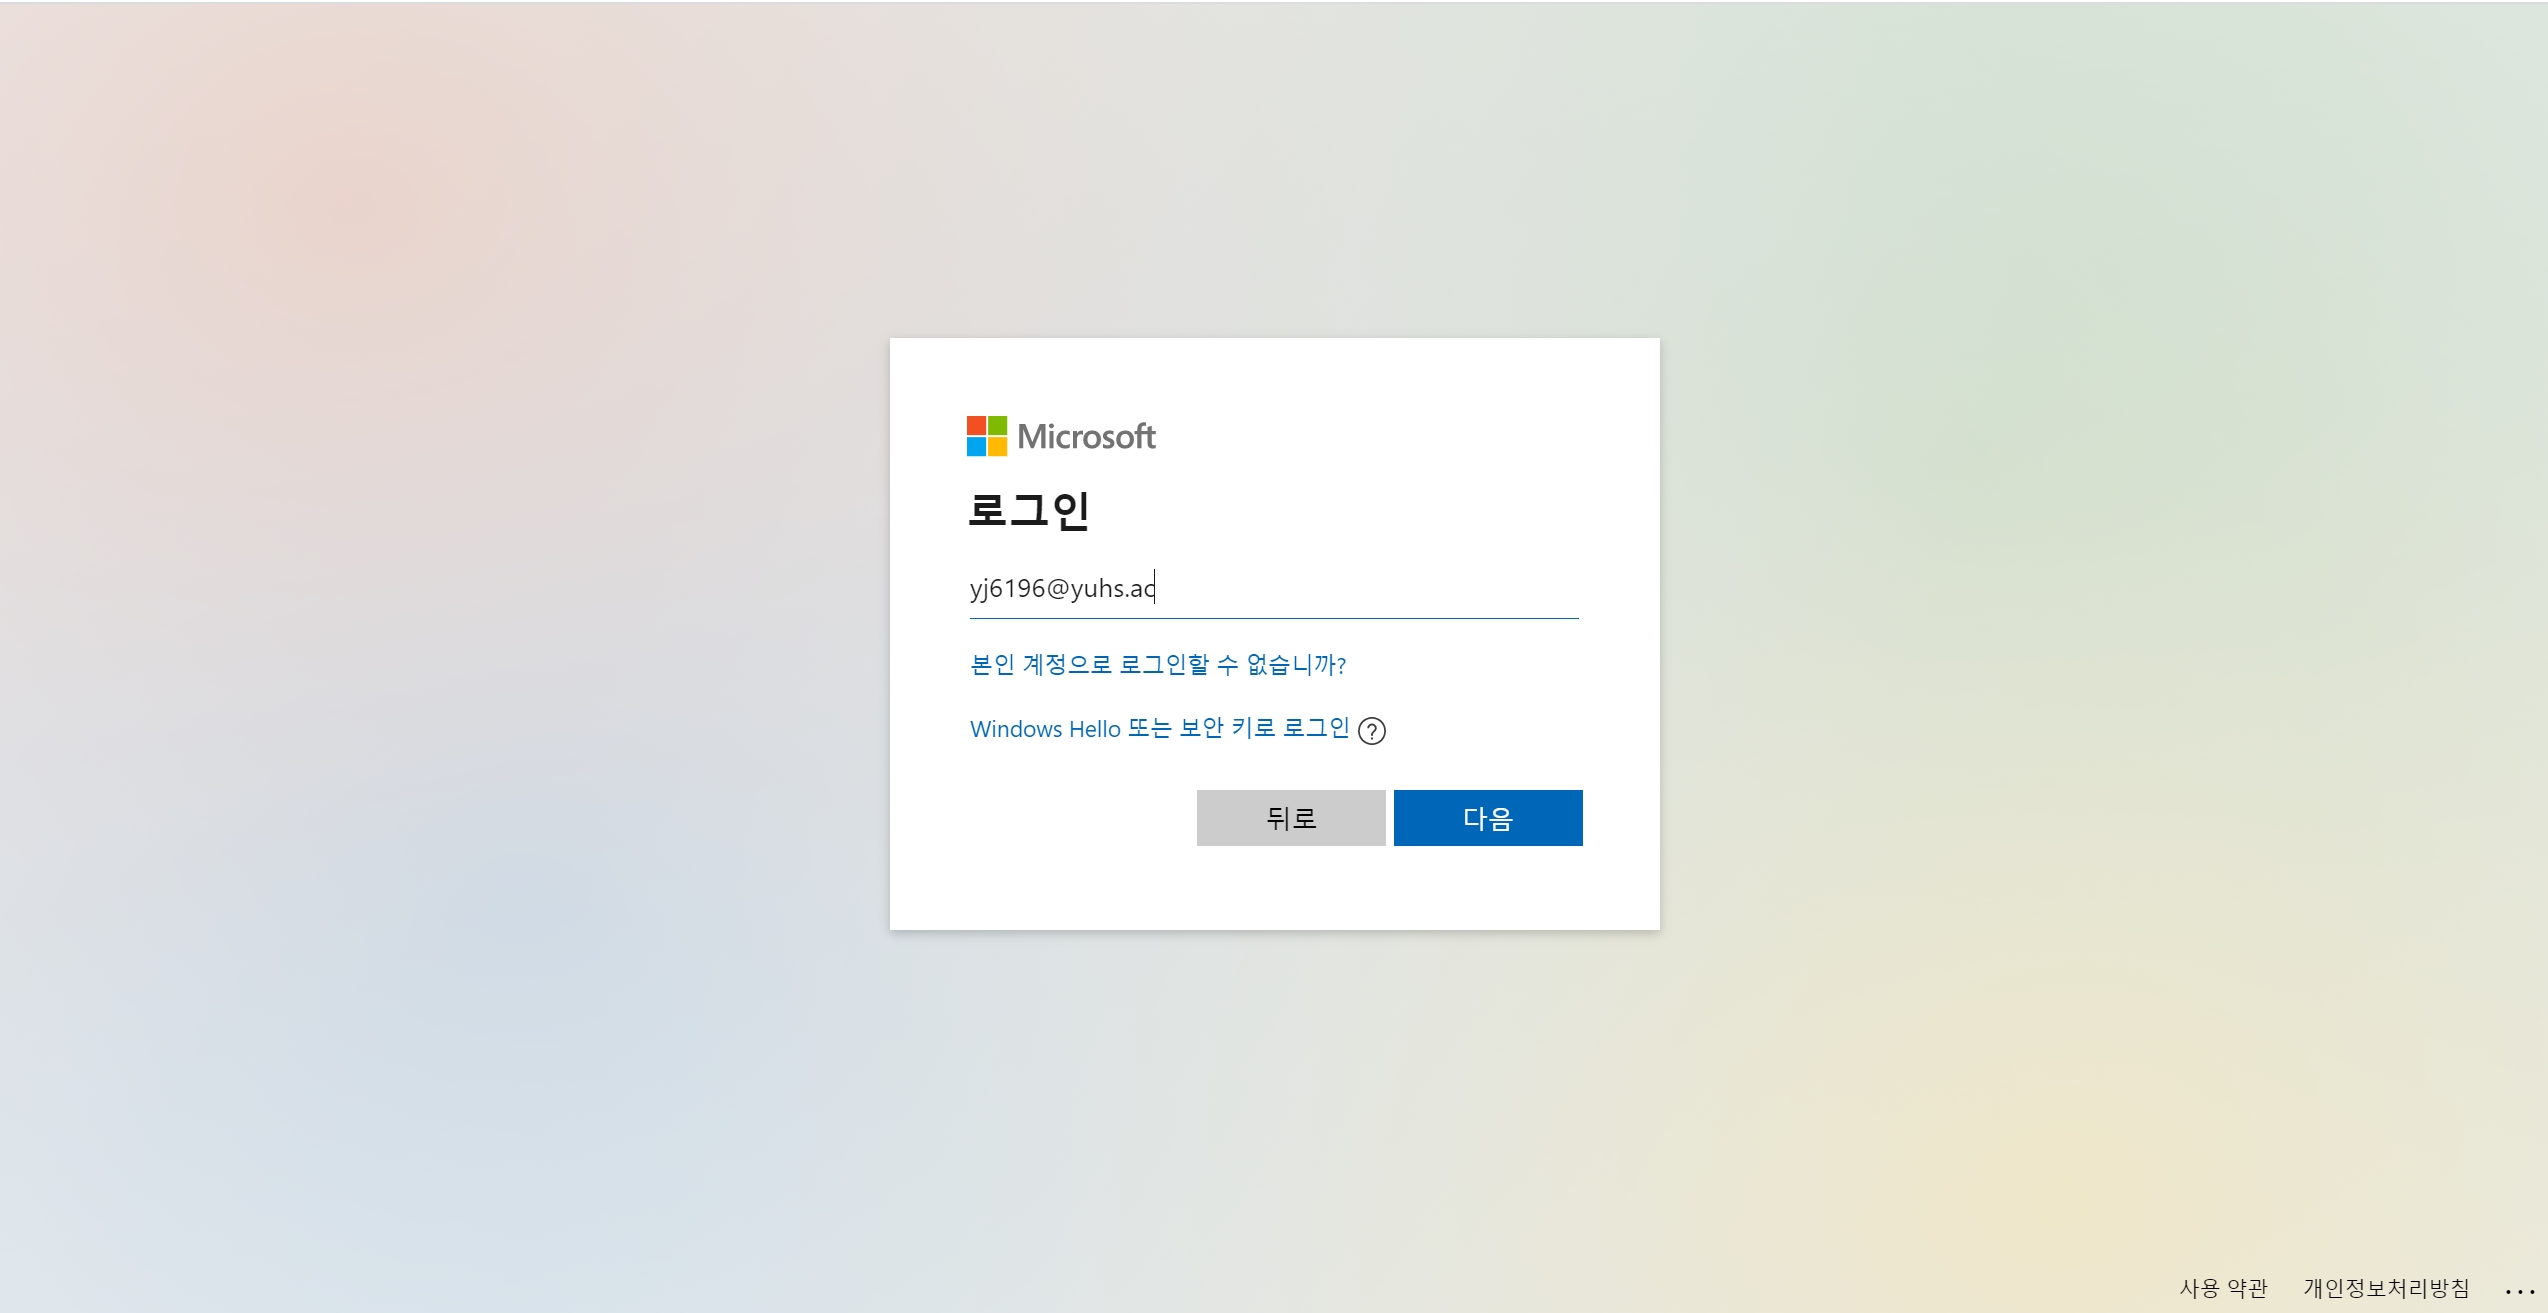 Microsoft
로그인
yj6196@yuhs.ac
본인 계정으로 로그인할 수 없습니까?
Windows Hello 또는 보안 키로 로그인 ?
뒤로 다음
사용 약관 개인정보처리방침 ...